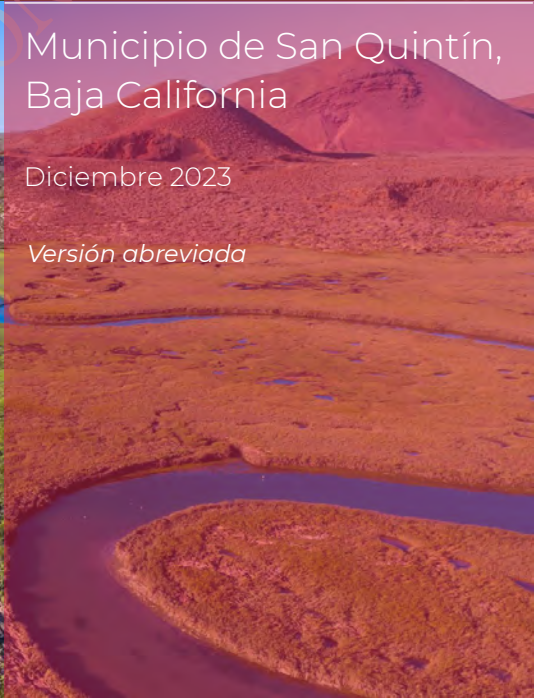 Municipio de San Quintín,
Baja California
Diciembre 2023
Versión abreviada